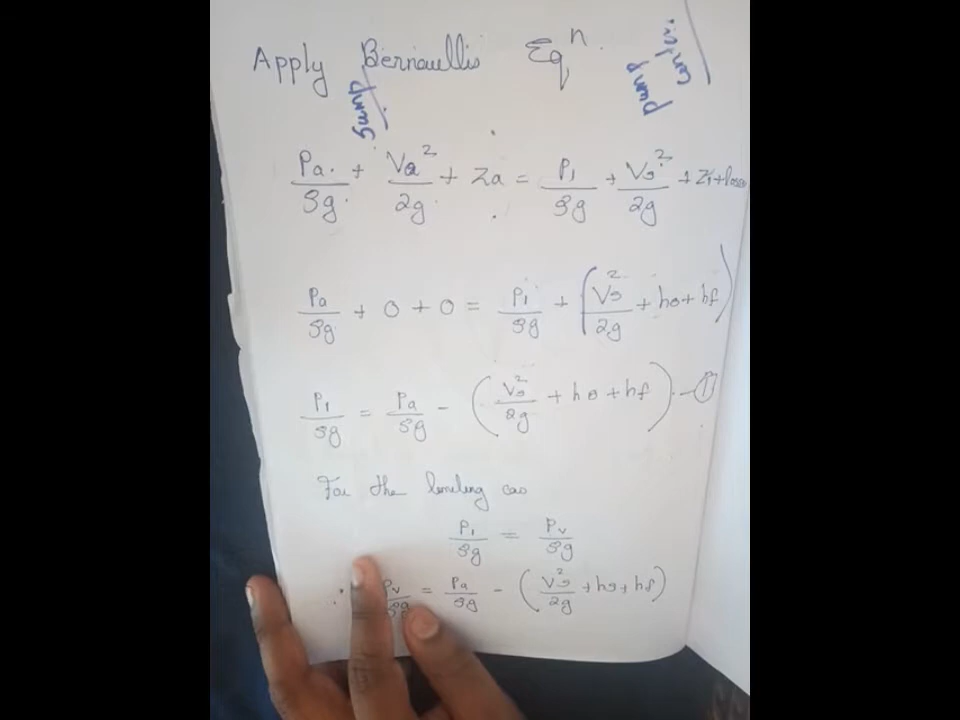 Apply Bernoullis Eqⁿ.
Sump
Pump
Pa/ρg + Va²/2g + Za = P1/ρg + Vs²/2g + Z1 + loss
Pa/ρg + 0 + 0 = P1/ρg + (Vs²/2g + hs + hf)
P1/ρg = Pa/ρg - (Vs²/2g + hs + hf) - ①
For the limiting cas
P1/ρg = Pv/ρg
∴ Pv/ρg = Pa/ρg - (Vs²/2g + hs + hf)